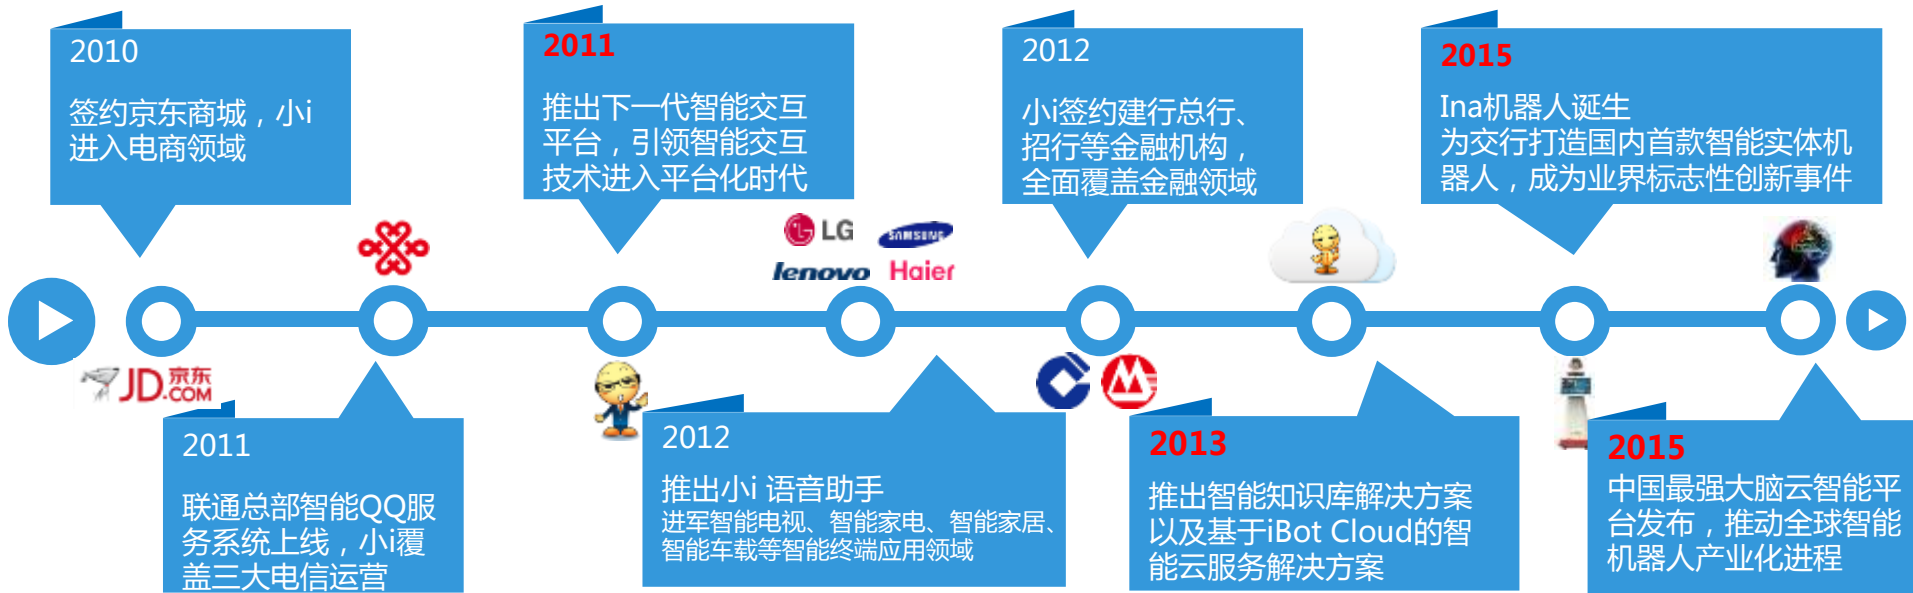 2010
签约京东商城，小i
进入电商领域
2011
推出下一代智能交互
平台，引领智能交互
技术进入平台化时代
2012
小i签约建行总行、
招行等金融机构，
全面覆盖金融领域
2015
Ina机器人诞生
为交行打造国内首款智能实体机
器人，成为业界标志性创新事件
LG
SAMSUNG
lenovo
Haier
JD.COM
京东
2011
联通总部智能QQ服
务系统上线，小i覆
盖三大电信运营
2012
推出小i 语音助手
进军智能电视、智能家电、智能家居、
智能车载等智能终端应用领域
2013
推出智能知识库解决方案
以及基于iBot Cloud的智
能云服务解决方案
2015
中国最强大脑云智能平
台发布，推动全球智能
机器人产业化进程